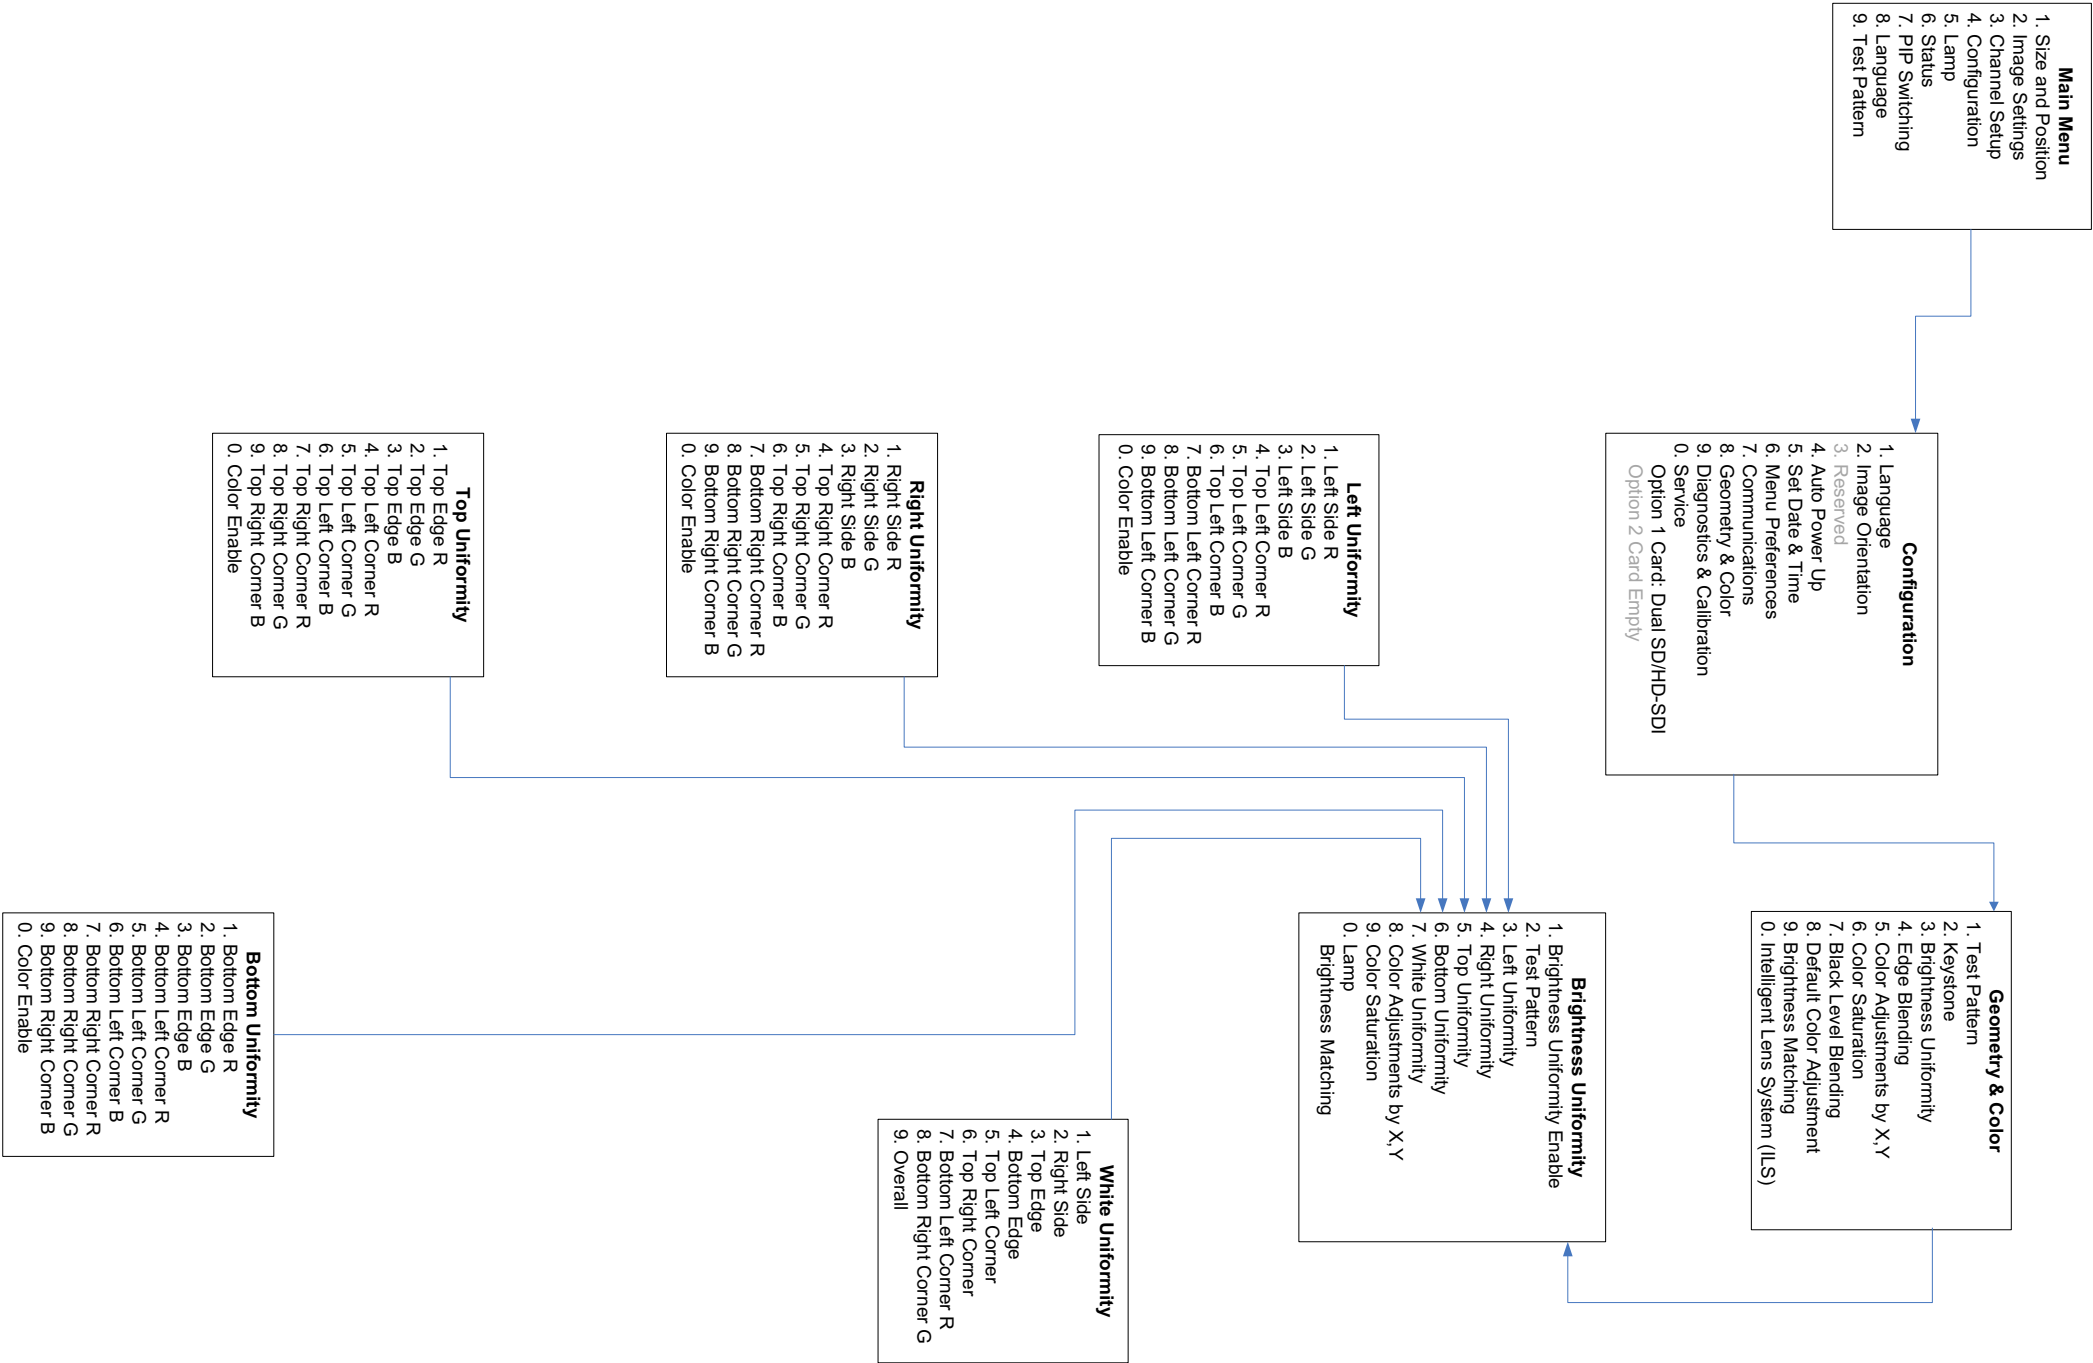 Main Menu
1. Size and Position
2. Image Settings
3. Channel Setup
4. Configuration
5. Lamp
6. Status
7. PIP Switching
8. Language
9. Test Pattern
Configuration
1. Language
2. Image Orientation
3. Reserved
4. Auto Power Up
5. Set Date & Time
6. Menu Preferences
7. Communications
8. Geometry & Color
9. Diagnostics & Calibration
0. Service
Option 1 Card: Dual SD/HD-SDI
Option 2 Card Empty
Geometry & Color
1. Test Pattern
2. Keystone
3. Brightness Uniformity
4. Edge Blending
5. Color Adjustments by X,Y
6. Color Saturation
7. Black Level Blending
8. Default Color Adjustment
9. Brightness Matching
0. Intelligent Lens System (ILS)
Left Uniformity
1. Left Side R
2. Left Side G
3. Left Side B
4. Top Left Corner R
5. Top Left Corner G
6. Top Left Corner B
7. Bottom Left Corner R
8. Bottom Left Corner G
9. Bottom Left Corner B
0. Color Enable
Brightness Uniformity
1. Brightness Uniformity Enable
2. Test Pattern
3. Left Uniformity
4. Right Uniformity
5. Top Uniformity
6. Bottom Uniformity
7. White Uniformity
8. Color Adjustments by X,Y
9. Color Saturation
0. Lamp
Brightness Matching
Right Uniformity
1. Right Side R
2. Right Side G
3. Right Side B
4. Top Right Corner R
5. Top Right Corner G
6. Top Right Corner B
7. Bottom Right Corner R
8. Bottom Right Corner G
9. Bottom Right Corner B
0. Color Enable
White Uniformity
1. Left Side
2. Right Side
3. Top Edge
4. Bottom Edge
5. Top Left Corner
6. Top Right Corner
7. Bottom Left Corner R
8. Bottom Right Corner G
9. Overall
Top Uniformity
1. Top Edge R
2. Top Edge G
3. Top Edge B
4. Top Left Corner R
5. Top Left Corner G
6. Top Left Corner B
7. Top Right Corner R
8. Top Right Corner G
9. Top Right Corner B
0. Color Enable
Bottom Uniformity
1. Bottom Edge R
2. Bottom Edge G
3. Bottom Edge B
4. Bottom Left Corner R
5. Bottom Left Corner G
6. Bottom Left Corner B
7. Bottom Right Corner R
8. Bottom Right Corner G
9. Bottom Right Corner B
0. Color Enable